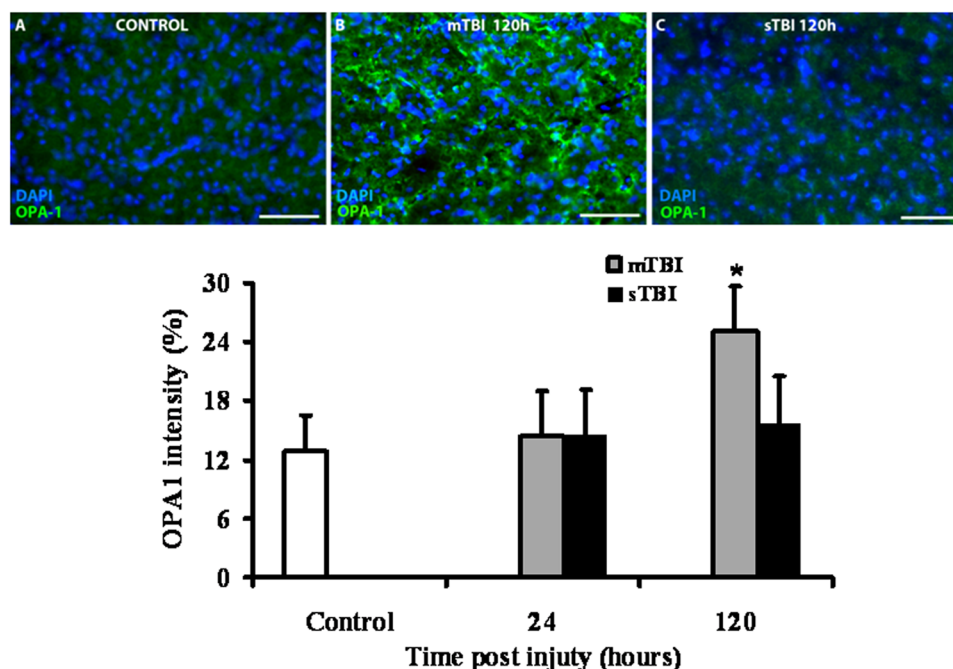 A CONTROL
B mTBI 120h
C sTBI 120h
DAPI
OPA-1
DAPI
OPA-1
DAPI
OPA-1
mTBI
sTBI
*
30
24
18
12
6
0
OPA1 intensity (%)
Control 24 120
Time post injuty (hours)